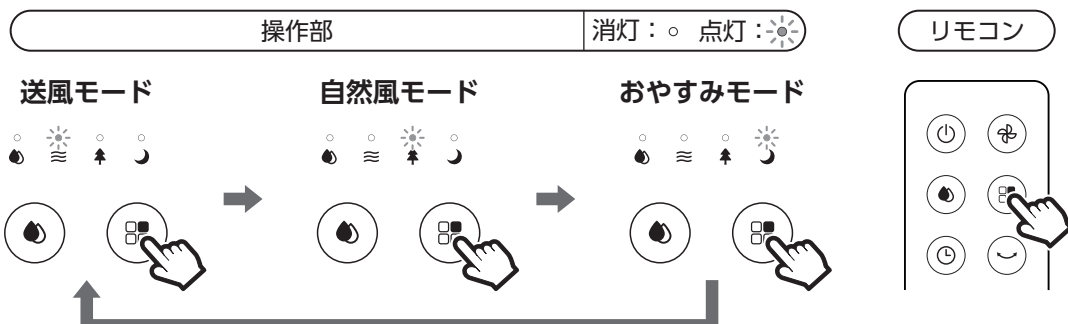 操作部
消灯：○ 点灯：
リモコン
送風モード
自然風モード
おやすみモード